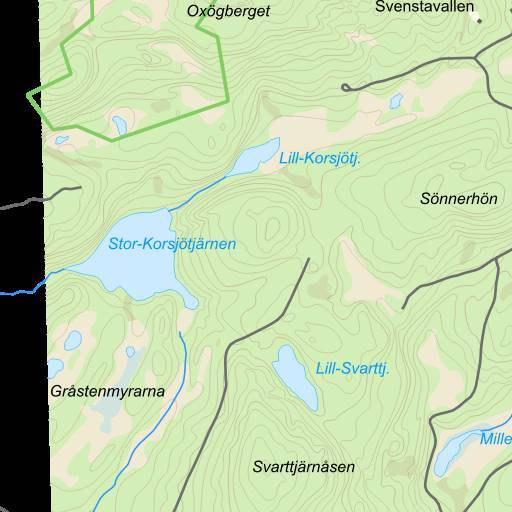 Oxögberget
Svenstavallen
Lill-Korsjötj.
Sönnerhön
Stor-Korsjötjärnen
Lill-Svarttj.
Gråstenmyrarna
Mille
Svarttjärnåsen